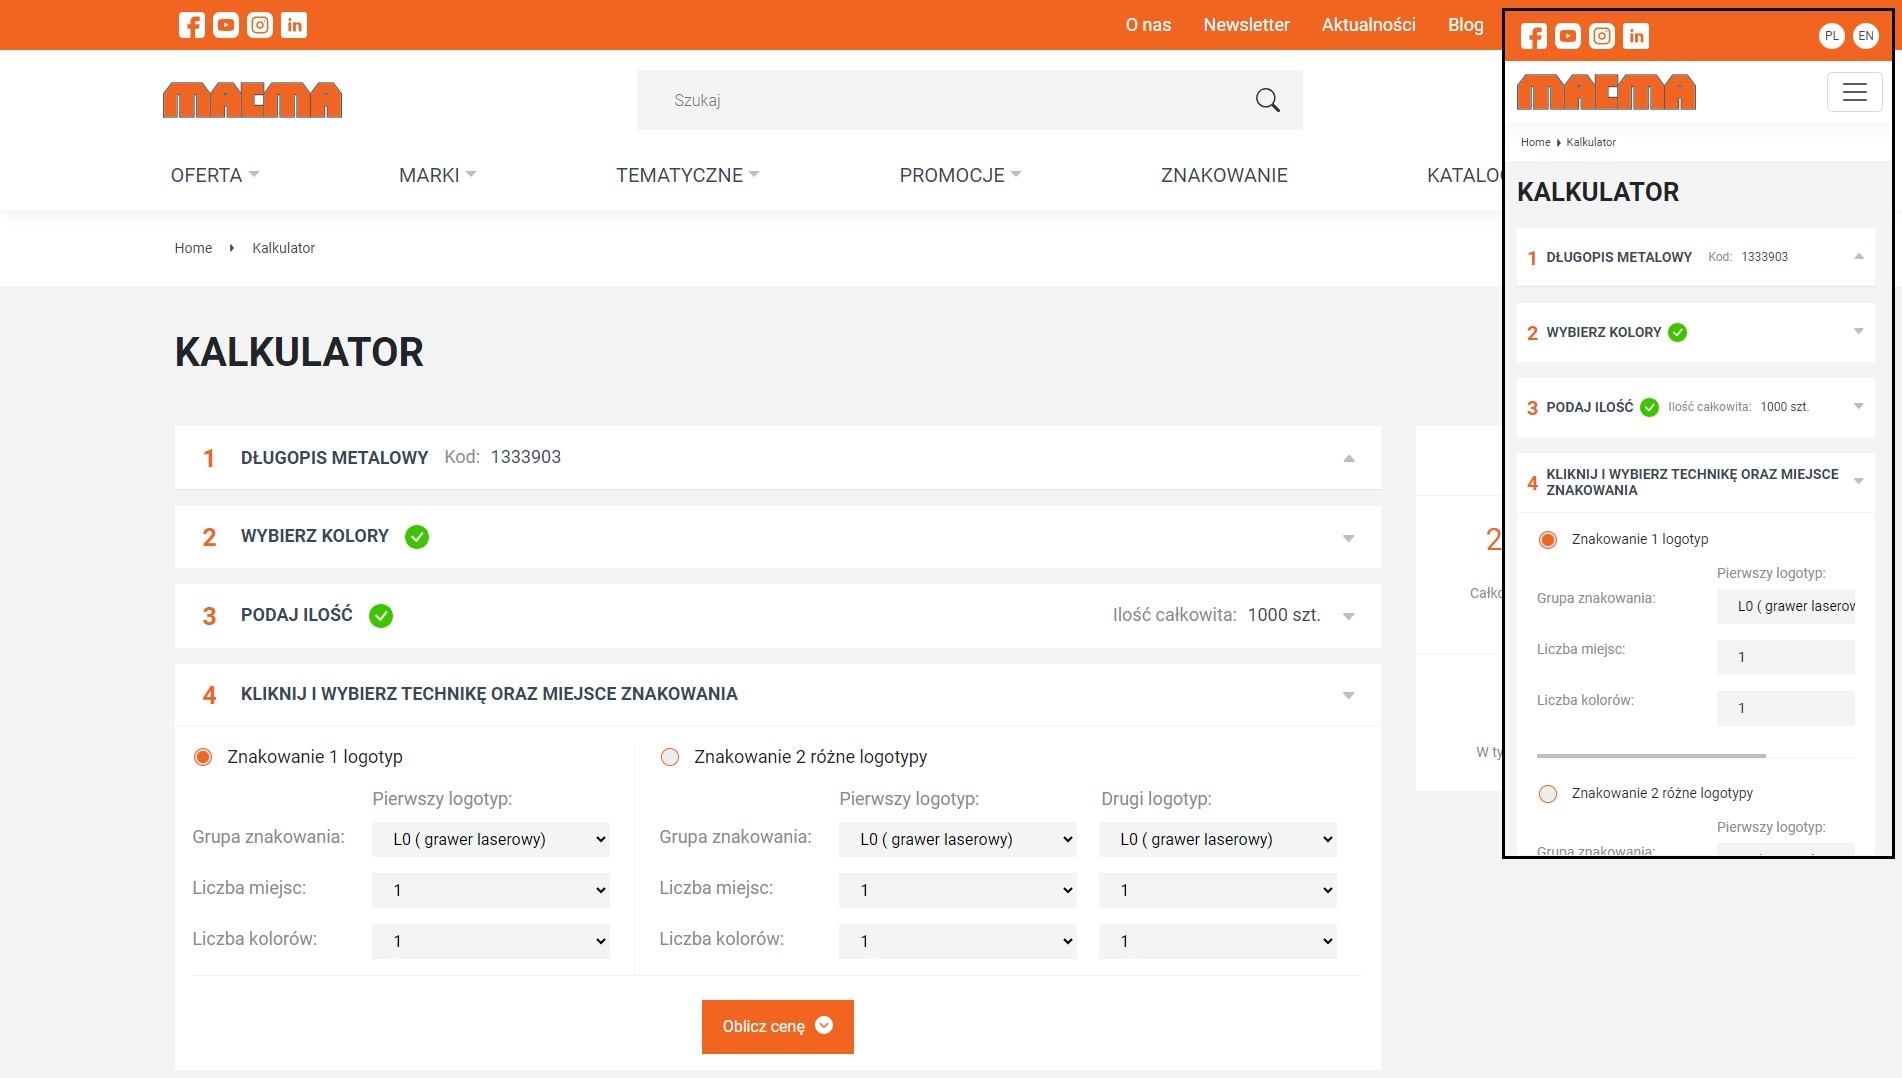 O nas Newsletter Aktualności Blog
MACMA
Szukaj
OFERTA MARKI TEMATYCZNE PROMOCJE ZNAKOWANIE KATALO
Home Kalkulator
KALKULATOR
1 DŁUGOPIS METALOWY Kod: 1333903
2 WYBIERZ KOLORY
3 PODAJ ILOŚĆ Ilość całkowita: 1000 szt.
4 KLIKNIJ I WYBIERZ TECHNIKĘ ORAZ MIEJSCE ZNAKOWANIA
Znakowanie 1 logotyp Znakowanie 2 różne logotypy
Pierwszy logotyp: Pierwszy logotyp: Drugi logotyp:
Grupa znakowania: L0 ( grawer laserowy) Grupa znakowania: L0 ( grawer laserowy) L0 ( grawer laserowy)
Liczba miejsc: 1 Liczba miejsc: 1 1
Liczba kolorów: 1 Liczba kolorów: 1 1
Oblicz cenę
2
Całko
W ty
PL EN
MACMA
Home Kalkulator
KALKULATOR
1 DŁUGOPIS METALOWY Kod: 1333903
2 WYBIERZ KOLORY
3 PODAJ ILOŚĆ Ilość całkowita: 1000 szt.
4 KLIKNIJ I WYBIERZ TECHNIKĘ ORAZ MIEJSCE
ZNAKOWANIA
Znakowanie 1 logotyp
Pierwszy logotyp:
Grupa znakowania: L0 ( grawer laserow
Liczba miejsc: 1
Liczba kolorów: 1
Znakowanie 2 różne logotypy
Pierwszy logotyp:
Grupa znakowania: